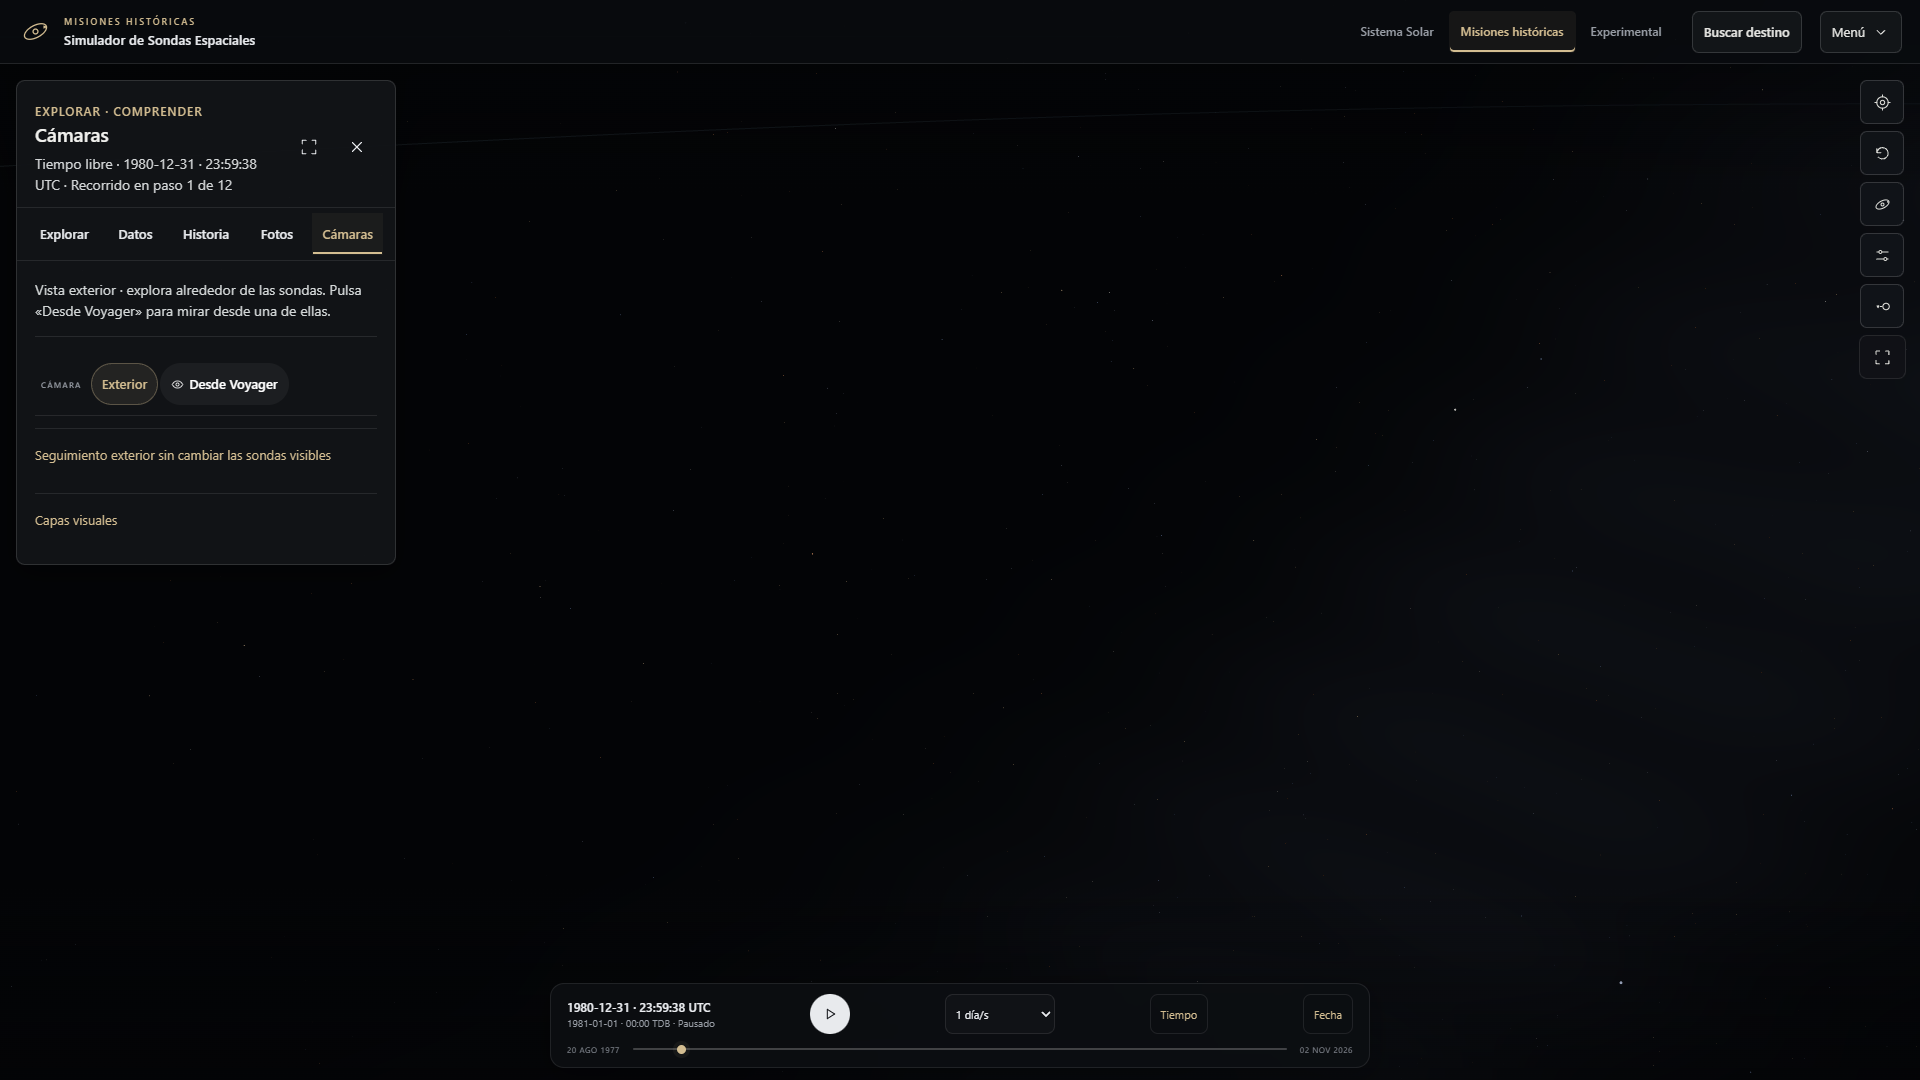 MISIONES HISTÓRICAS
Simulador de Sondas Espaciales
Sistema Solar
Misiones históricas
Experimental
Buscar destino
Menú
EXPLORAR · COMPRENDER
Cámaras
Tiempo libre · 1980-12-31 · 23:59:38
UTC · Recorrido en paso 1 de 12
Explorar
Datos
Historia
Fotos
Cámaras
Vista exterior · explora alrededor de las sondas. Pulsa
«Desde Voyager» para mirar desde una de ellas.
CÁMARA
Exterior
Desde Voyager
Seguimiento exterior sin cambiar las sondas visibles
Capas visuales
1980-12-31 · 23:59:38 UTC
1981-01-01 · 00:00 TDB · Pausado
1 día/s
Tiempo
Fecha
20 AGO 1977
02 NOV 2026